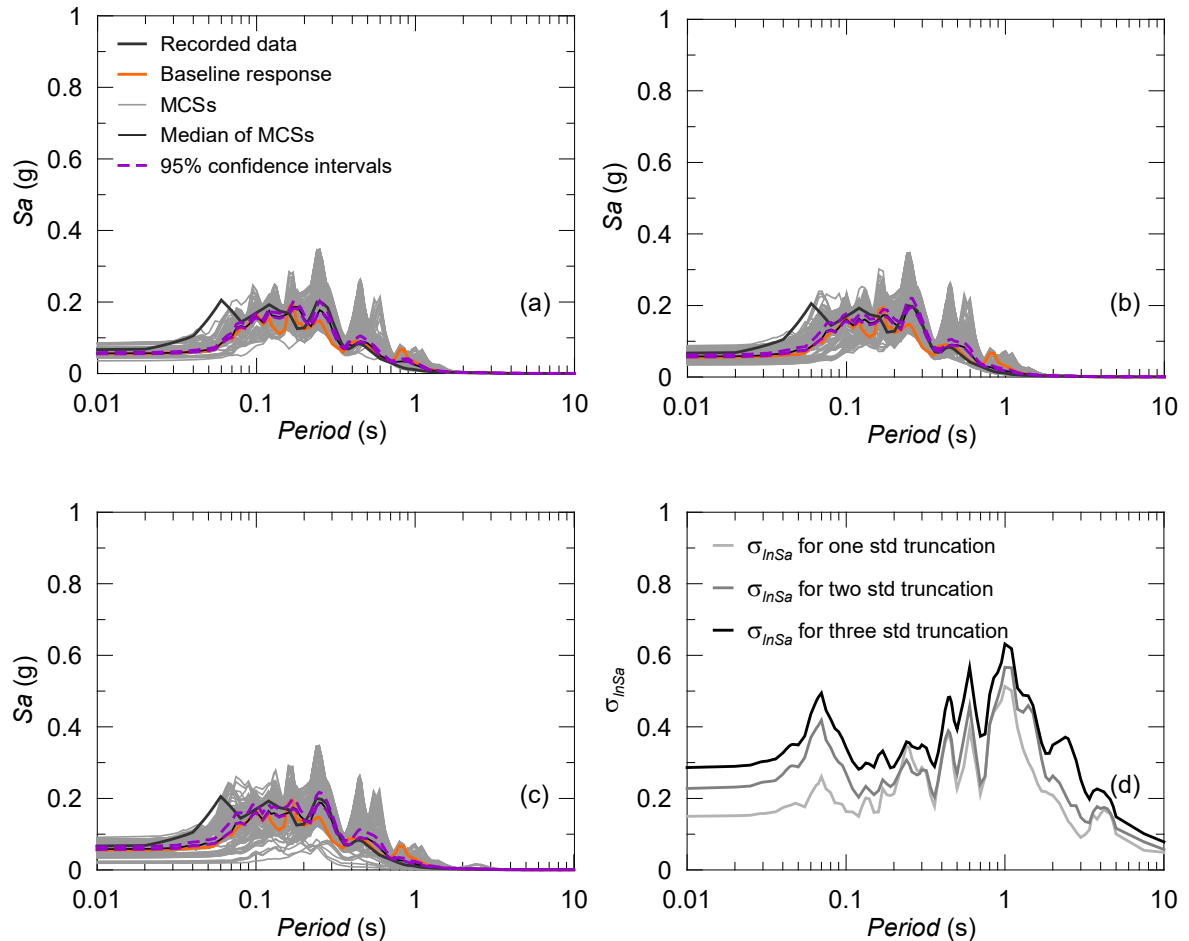 1
0.8
0.6
0.4
0.2
0
Sa (g)
Recorded data
Baseline response
MCSs
Median of MCSs
95% confidence intervals
(a)
0.01 0.1 1 10
Period (s)
1
0.8
0.6
0.4
0.2
0
Sa (g)
(b)
0.01 0.1 1 10
Period (s)
1
0.8
0.6
0.4
0.2
0
Sa (g)
(c)
0.01 0.1 1 10
Period (s)
1
0.8
0.6
0.4
0.2
0
σlnSa
σlnSa for one std truncation
σlnSa for two std truncation
σlnSa for three std truncation
(d)
0.01 0.1 1 10
Period (s)